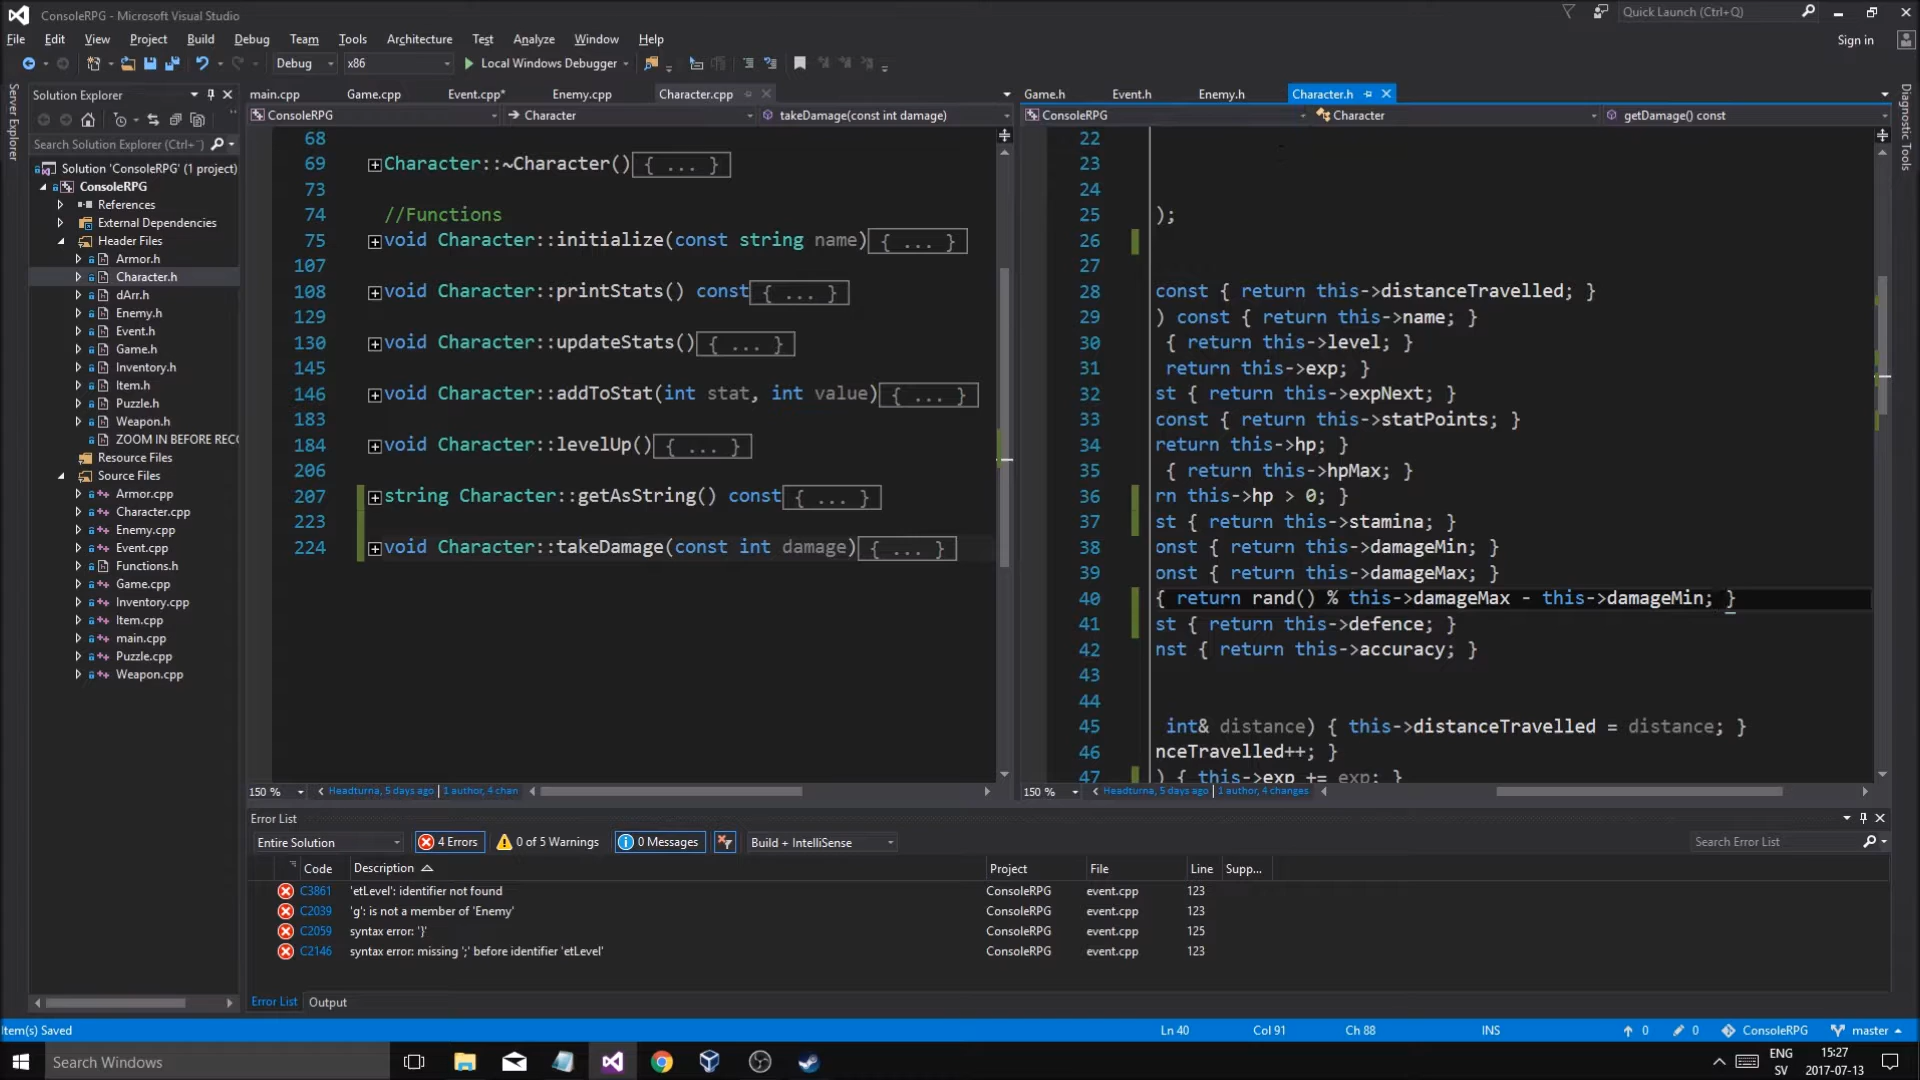 ConsoleRPG - Microsoft Visual Studio
Quick Launch (Ctrl+Q)
File Edit View Project Build Debug Team Tools Architecture Test Analyze Window Help
Sign in
Debug x86 Local Windows Debugger
Server Explorer
Diagnostic Tools
Solution Explorer
Search Solution Explorer (Ctrl+
Solution 'ConsoleRPG' (1 project)
ConsoleRPG
References
External Dependencies
Header Files
Armor.h
Character.h
dArr.h
Enemy.h
Event.h
Game.h
Inventory.h
Item.h
Puzzle.h
Weapon.h
ZOOM IN BEFORE RECO
Resource Files
Source Files
Armor.cpp
Character.cpp
Enemy.cpp
Event.cpp
Functions.h
Game.cpp
Inventory.cpp
Item.cpp
main.cpp
Puzzle.cpp
Weapon.cpp
main.cpp Game.cpp Event.cpp* Enemy.cpp Character.cpp
ConsoleRPG Character takeDamage(const int damage)
68
69 Character::~Character(){ ... }
73
74 //Functions
75 void Character::initialize(const string name){ ... }
107
108 void Character::printStats() const{ ... }
129
130 void Character::updateStats(){ ... }
145
146 void Character::addToStat(int stat, int value){ ... }
183
184 void Character::levelUp(){ ... }
206
207 string Character::getAsString() const{ ... }
223
224 void Character::takeDamage(const int damage){ ... }
150 % Headturna, 5 days ago | 1 author, 4 chan
Game.h Event.h Enemy.h Character.h
ConsoleRPG Character getDamage() const
22
23
24
25 );
26
27
28 const { return this->distanceTravelled; }
29 ) const { return this->name; }
30 { return this->level; }
31 return this->exp; }
32 st { return this->expNext; }
33 const { return this->statPoints; }
34 return this->hp; }
35 { return this->hpMax; }
36 rn this->hp > 0; }
37 st { return this->stamina; }
38 onst { return this->damageMin; }
39 onst { return this->damageMax; }
40 { return rand() % this->damageMax - this->damageMin; }
41 st { return this->defence; }
42 nst { return this->accuracy; }
43
44
45 int& distance) { this->distanceTravelled = distance; }
46 nceTravelled++; }
47 ) { this->exp += exp; }
150 % Headturna, 5 days ago | 1 author, 4 changes
Error List
Entire Solution 4 Errors 0 of 5 Warnings 0 Messages Build + IntelliSense Search Error List
Code Description Project File Line Supp...
C3861 'etLevel': identifier not found ConsoleRPG event.cpp 123
C2039 'g': is not a member of 'Enemy' ConsoleRPG event.cpp 123
C2059 syntax error: '}' ConsoleRPG event.cpp 125
C2146 syntax error: missing ';' before identifier 'etLevel' ConsoleRPG event.cpp 123
Error List Output
Item(s) Saved Ln 40 Col 91 Ch 88 INS 0 0 ConsoleRPG master
Search Windows
ENG 15:27
SV 2017-07-13